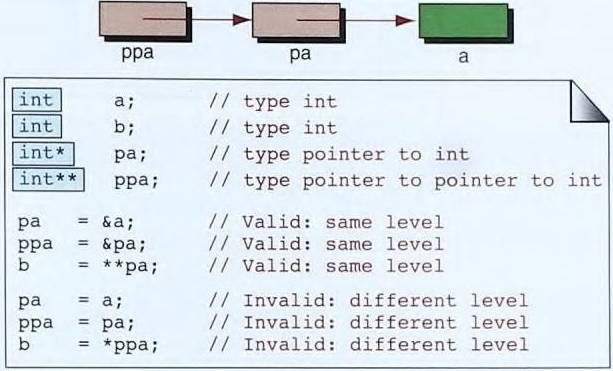 ppa pa a
int a; // type int
int b; // type int
int* pa; // type pointer to int
int** ppa; // type pointer to pointer to int
pa = &a; // Valid: same level
ppa = &pa; // Valid: same level
b = **pa; // Valid: same level
pa = a; // Invalid: different level
ppa = pa; // Invalid: different level
b = *ppa; // Invalid: different level